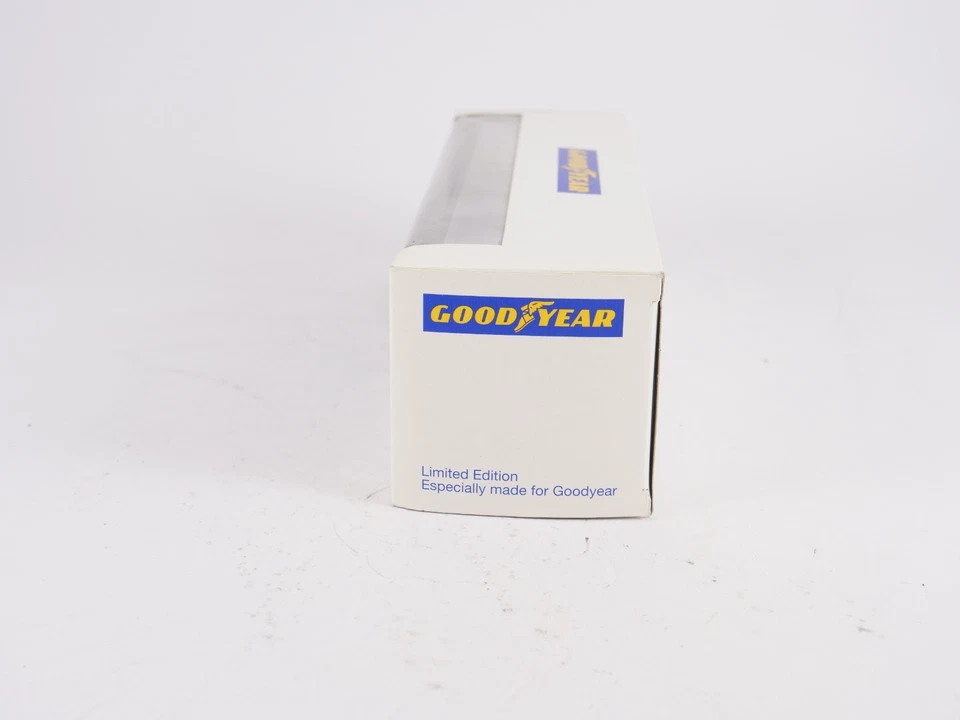 GOODYEAR
GOODYEAR
Limited Edition
Especially made for Goodyear